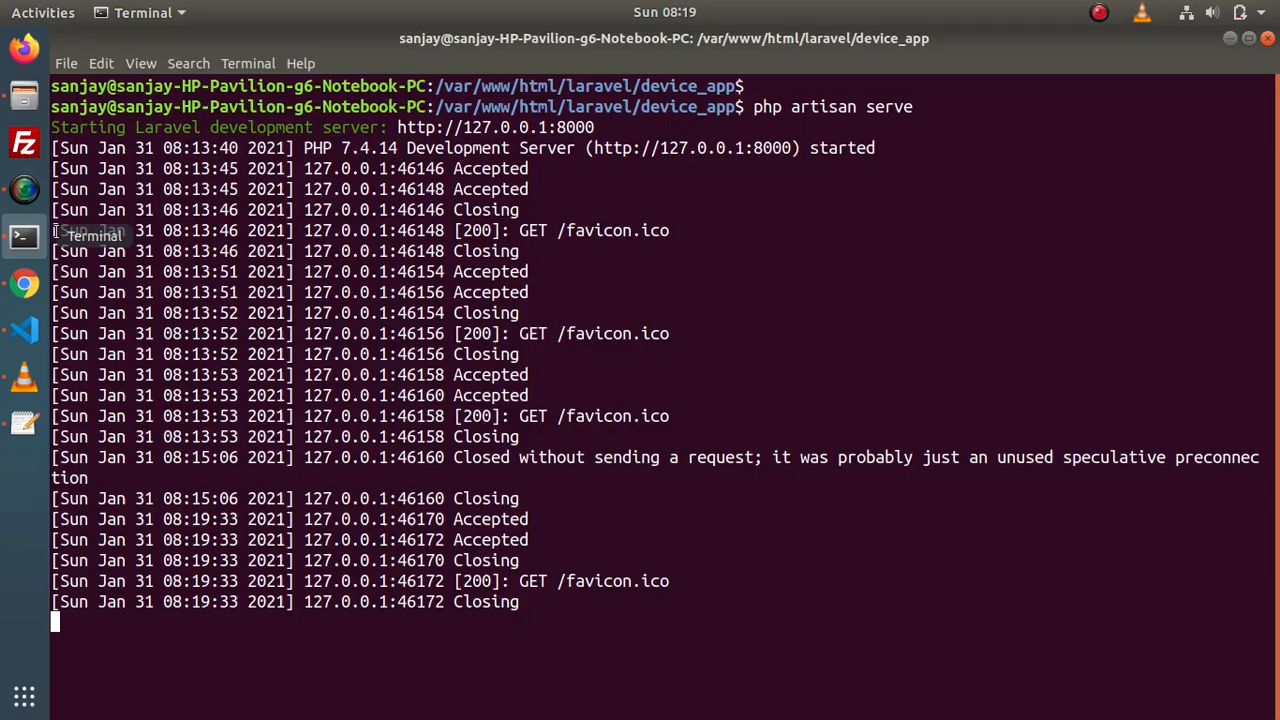 Activities Terminal Sun 08:19
sanjay@sanjay-HP-Pavilion-g6-Notebook-PC: /var/www/html/laravel/device_app
File Edit View Search Terminal Help
sanjay@sanjay-HP-Pavilion-g6-Notebook-PC:/var/www/html/laravel/device_app$
sanjay@sanjay-HP-Pavilion-g6-Notebook-PC:/var/www/html/laravel/device_app$ php artisan serve
Starting Laravel development server: http://127.0.0.1:8000
[Sun Jan 31 08:13:40 2021] PHP 7.4.14 Development Server (http://127.0.0.1:8000) started
[Sun Jan 31 08:13:45 2021] 127.0.0.1:46146 Accepted
[Sun Jan 31 08:13:45 2021] 127.0.0.1:46148 Accepted
[Sun Jan 31 08:13:46 2021] 127.0.0.1:46146 Closing
[Sun Jan 31 08:13:46 2021] 127.0.0.1:46148 [200]: GET /favicon.ico
Terminal
[Sun Jan 31 08:13:46 2021] 127.0.0.1:46148 Closing
[Sun Jan 31 08:13:51 2021] 127.0.0.1:46154 Accepted
[Sun Jan 31 08:13:51 2021] 127.0.0.1:46156 Accepted
[Sun Jan 31 08:13:52 2021] 127.0.0.1:46154 Closing
[Sun Jan 31 08:13:52 2021] 127.0.0.1:46156 [200]: GET /favicon.ico
[Sun Jan 31 08:13:52 2021] 127.0.0.1:46156 Closing
[Sun Jan 31 08:13:53 2021] 127.0.0.1:46158 Accepted
[Sun Jan 31 08:13:53 2021] 127.0.0.1:46160 Accepted
[Sun Jan 31 08:13:53 2021] 127.0.0.1:46158 [200]: GET /favicon.ico
[Sun Jan 31 08:13:53 2021] 127.0.0.1:46158 Closing
[Sun Jan 31 08:15:06 2021] 127.0.0.1:46160 Closed without sending a request; it was probably just an unused speculative preconnec
tion
[Sun Jan 31 08:15:06 2021] 127.0.0.1:46160 Closing
[Sun Jan 31 08:19:33 2021] 127.0.0.1:46170 Accepted
[Sun Jan 31 08:19:33 2021] 127.0.0.1:46172 Accepted
[Sun Jan 31 08:19:33 2021] 127.0.0.1:46170 Closing
[Sun Jan 31 08:19:33 2021] 127.0.0.1:46172 [200]: GET /favicon.ico
[Sun Jan 31 08:19:33 2021] 127.0.0.1:46172 Closing